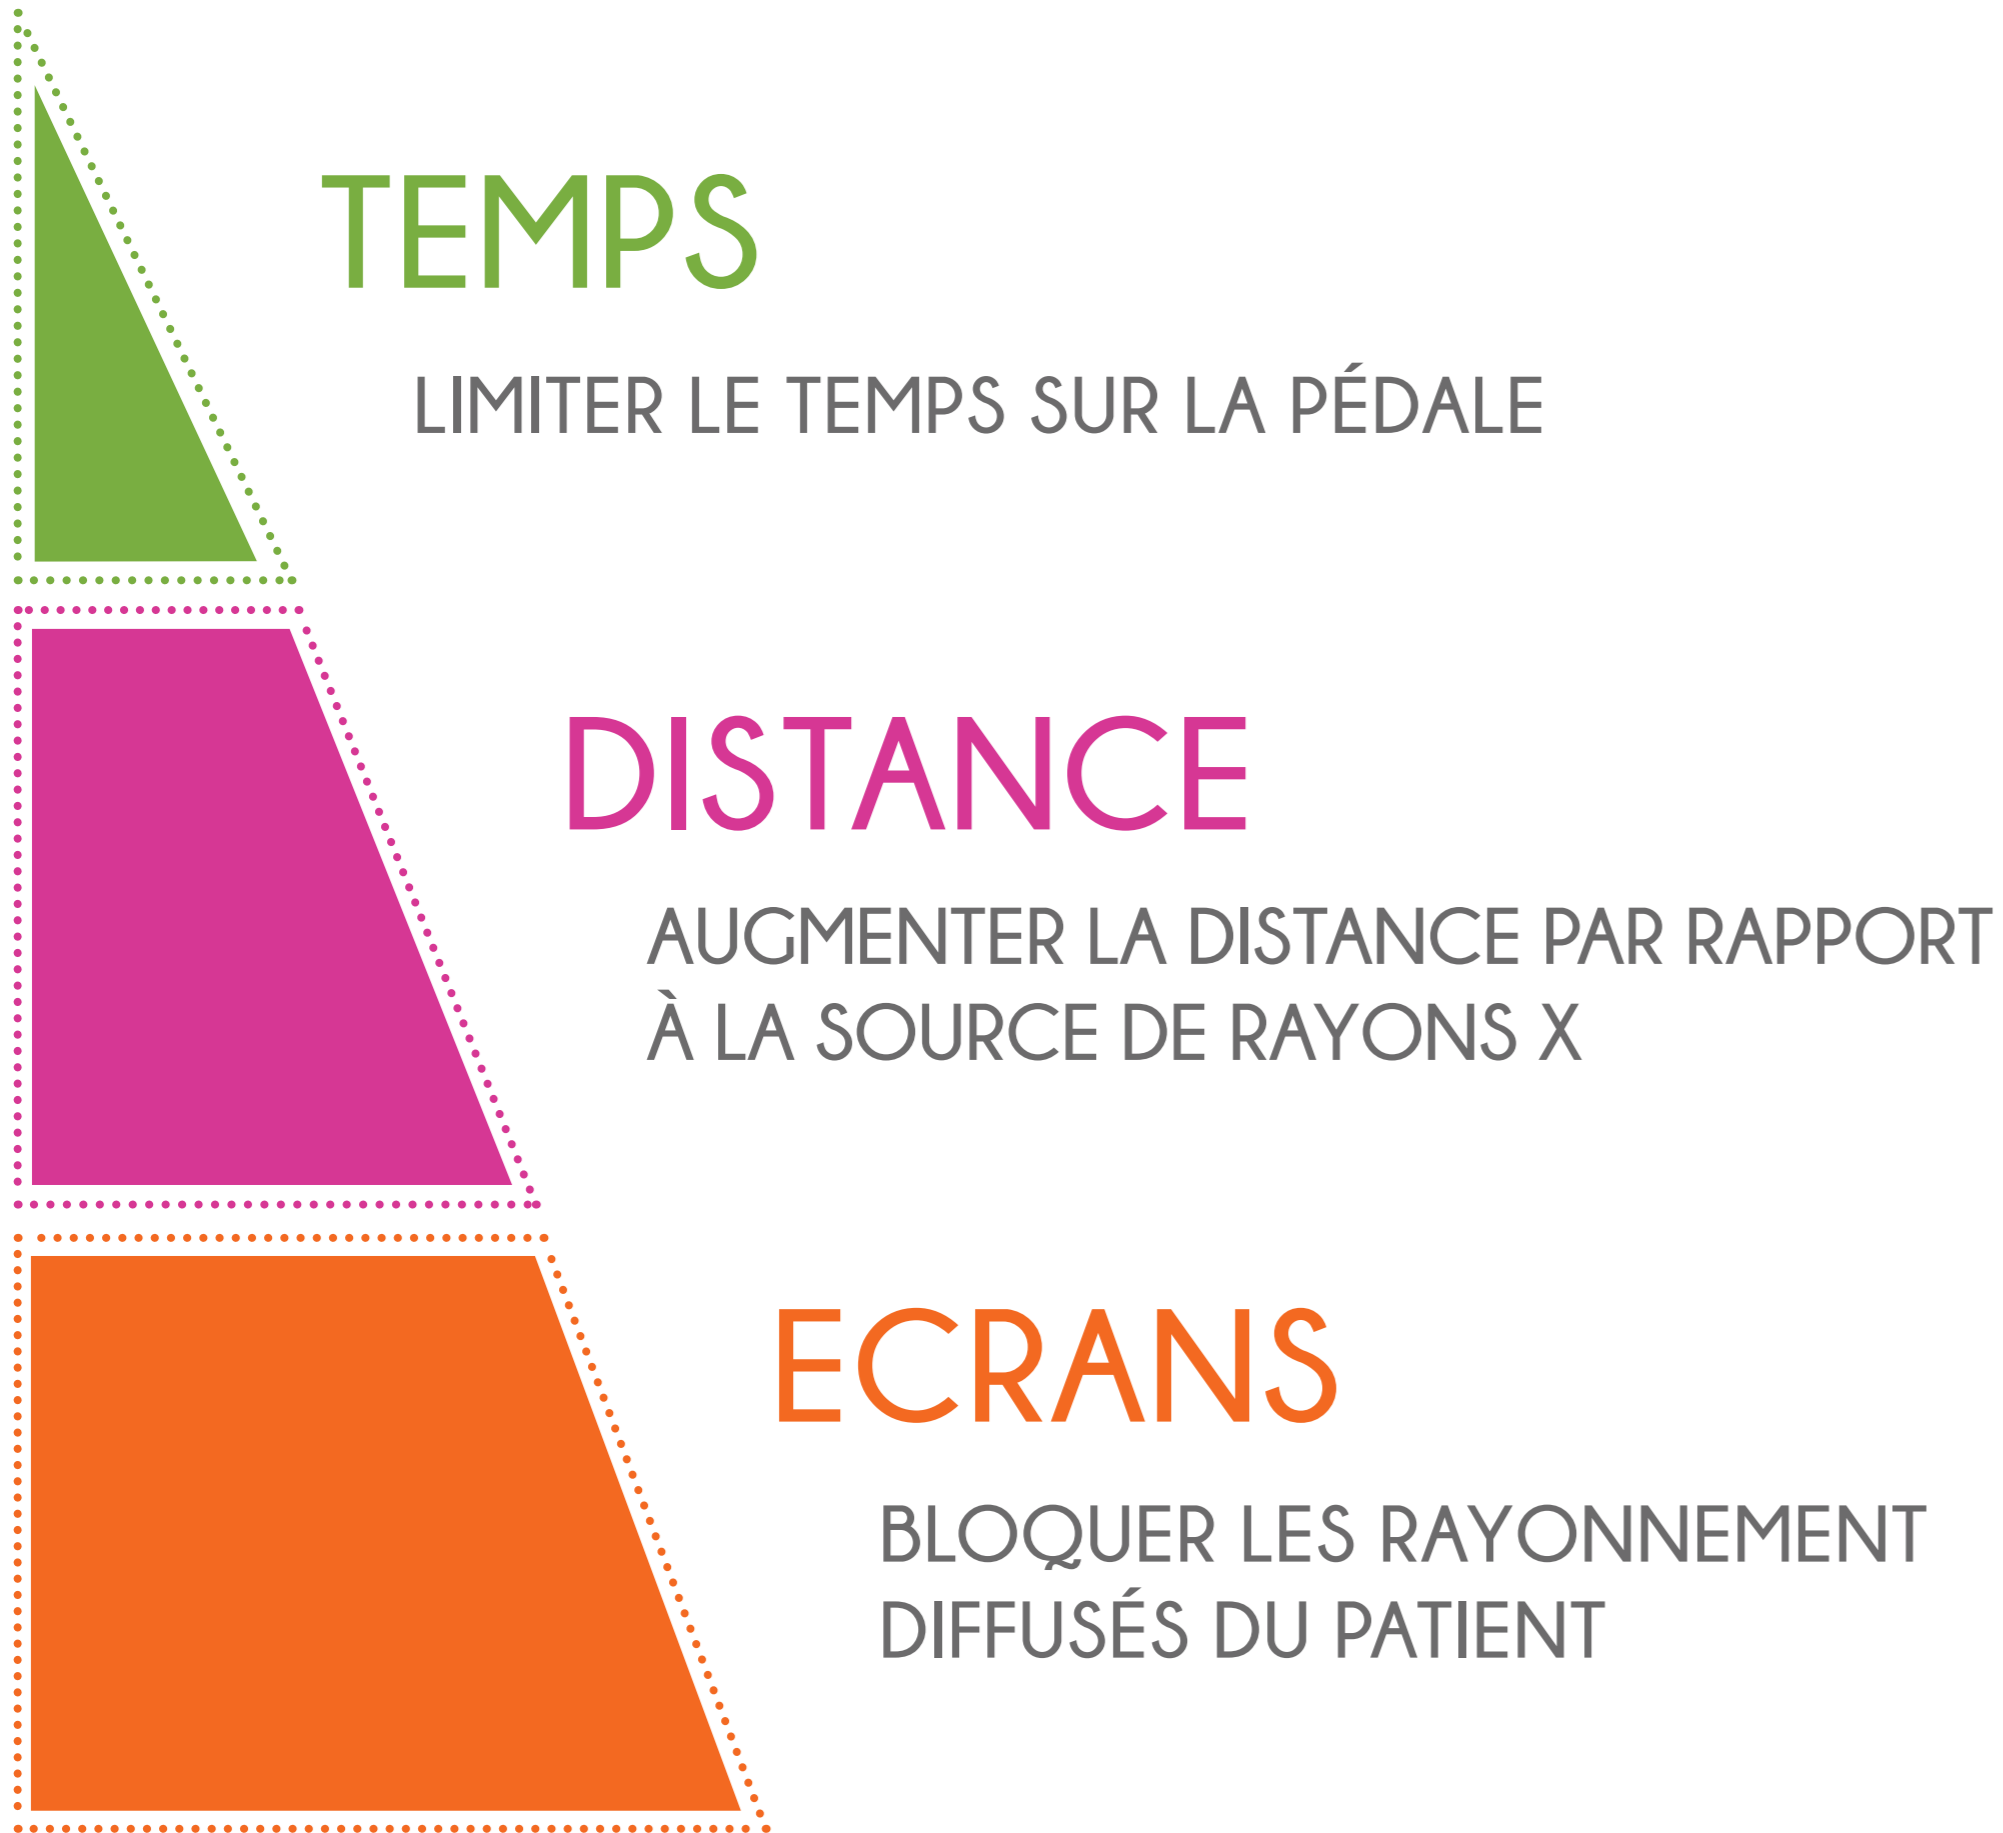 TEMPS
LIMITER LE TEMPS SUR LA PÉDALE
DISTANCE
AUGMENTER LA DISTANCE PAR RAPPORT
À LA SOURCE DE RAYONS X
ECRANS
BLOQUER LES RAYONNEMENT
DIFFUSÉS DU PATIENT